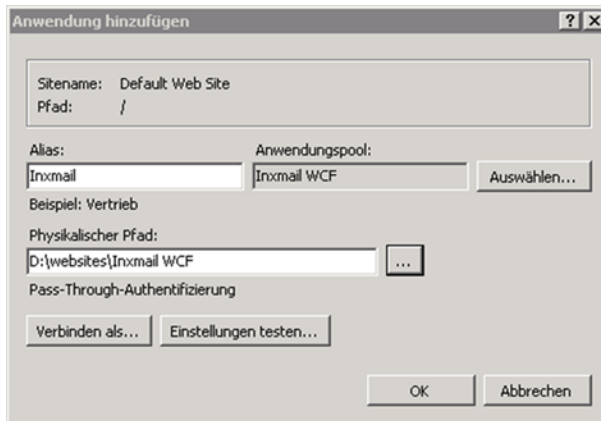 Anwendung hinzufügen
Sitename: Default Web Site
Pfad: /
Alias: Anwendungspool:
Inxmail Inxmail WCF Auswählen...
Beispiel: Vertrieb
Physikalischer Pfad:
D:\websites\Inxmail WCF ...
Pass-Through-Authentifizierung
Verbinden als... Einstellungen testen...
OK Abbrechen